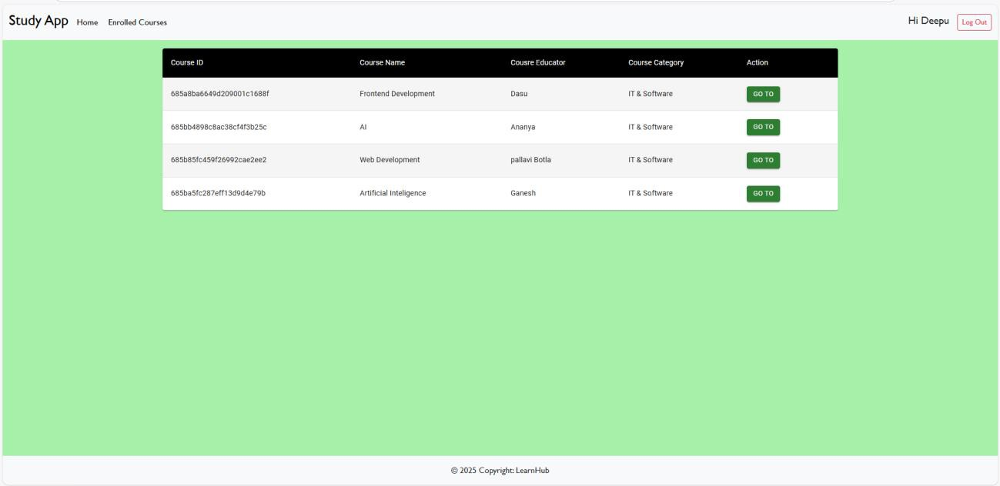 Study App Home Enrolled Courses Hi Deepu Log Out
Course ID Course Name Cousre Educator Course Category Action
685a8ba6649d209001c1688f Frontend Development Dasu IT & Software GO TO
685bb4898c8ac38cf4f3b25c AI Ananya IT & Software GO TO
685b85fc459f26992cae2ee2 Web Development pallavi Botla IT & Software GO TO
685ba5fc287eff13d9d4e79b Artificial Inteligence Ganesh IT & Software GO TO
© 2025 Copyright: LearnHub